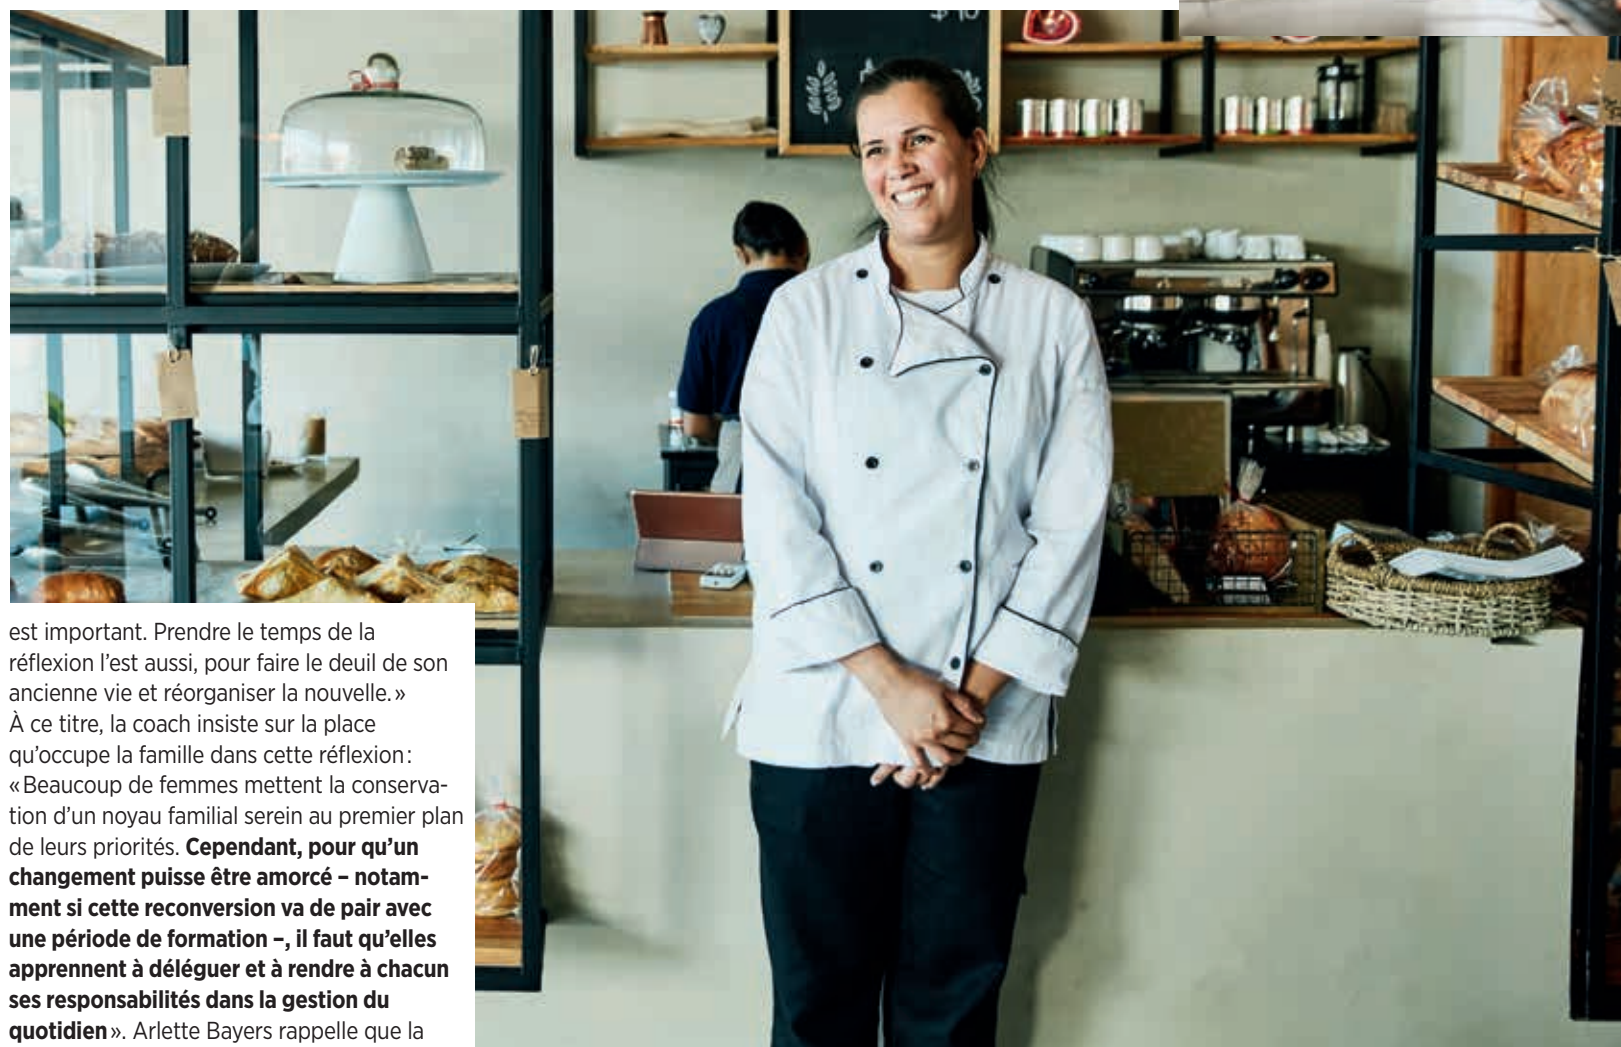 $ 10
est important. Prendre le temps de la
réflexion l’est aussi, pour faire le deuil de son
ancienne vie et réorganiser la nouvelle. »
À ce titre, la coach insiste sur la place
qu’occupe la famille dans cette réflexion :
« Beaucoup de femmes mettent la conserva-
tion d’un noyau familial serein au premier plan
de leurs priorités. Cependant, pour qu’un
changement puisse être amorcé – notam-
ment si cette reconversion va de pair avec
une période de formation –, il faut qu’elles
apprennent à déléguer et à rendre à chacun
ses responsabilités dans la gestion du
quotidien ». Arlette Bayers rappelle que la